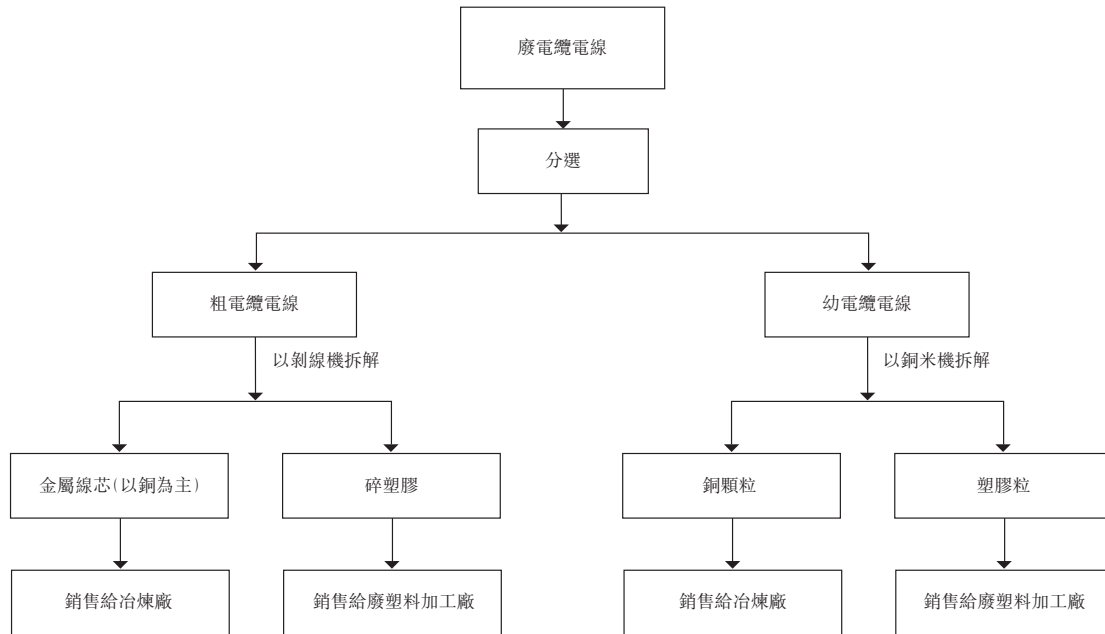 廢電纜電線
分選
粗電纜電線
幼電纜電線
以剝線機拆解
以銅米機拆解
金屬線芯(以銅為主)
碎塑膠
銅顆粒
塑膠粒
銷售給冶煉廠
銷售給廢塑料加工廠
銷售給冶煉廠
銷售給廢塑料加工廠